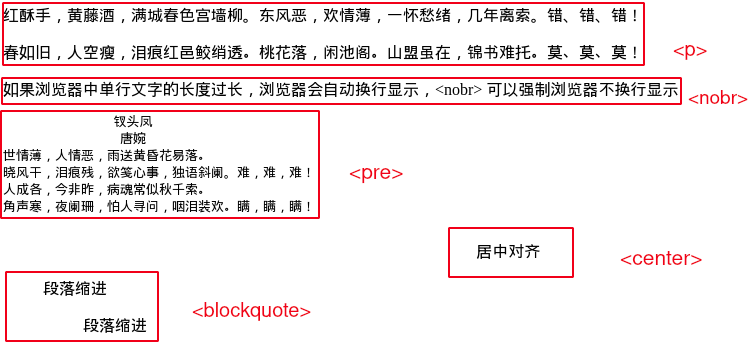 红酥手，黄藤酒，满城春色宫墙柳。东风恶，欢情薄，一怀愁绪，几年离索。错、错、错！
春如旧，人空瘦，泪痕红邑鲛绡透。桃花落，闲池阁。山盟虽在，锦书难托。莫、莫、莫！
<p>
如果浏览器中单行文字的长度过长，浏览器会自动换行显示，<nobr> 可以强制浏览器不换行显示
<nobr>
钗头凤
唐婉
世情薄，人情恶，雨送黄昏花易落。
晓风干，泪痕残，欲笺心事，独语斜阑。难，难，难！
<pre>
人成各，今非昨，病魂常似秋千索。
角声寒，夜阑珊，怕人寻问，咽泪装欢。瞒，瞒，瞒！
居中对齐
<center>
段落缩进
<blockquote>
段落缩进